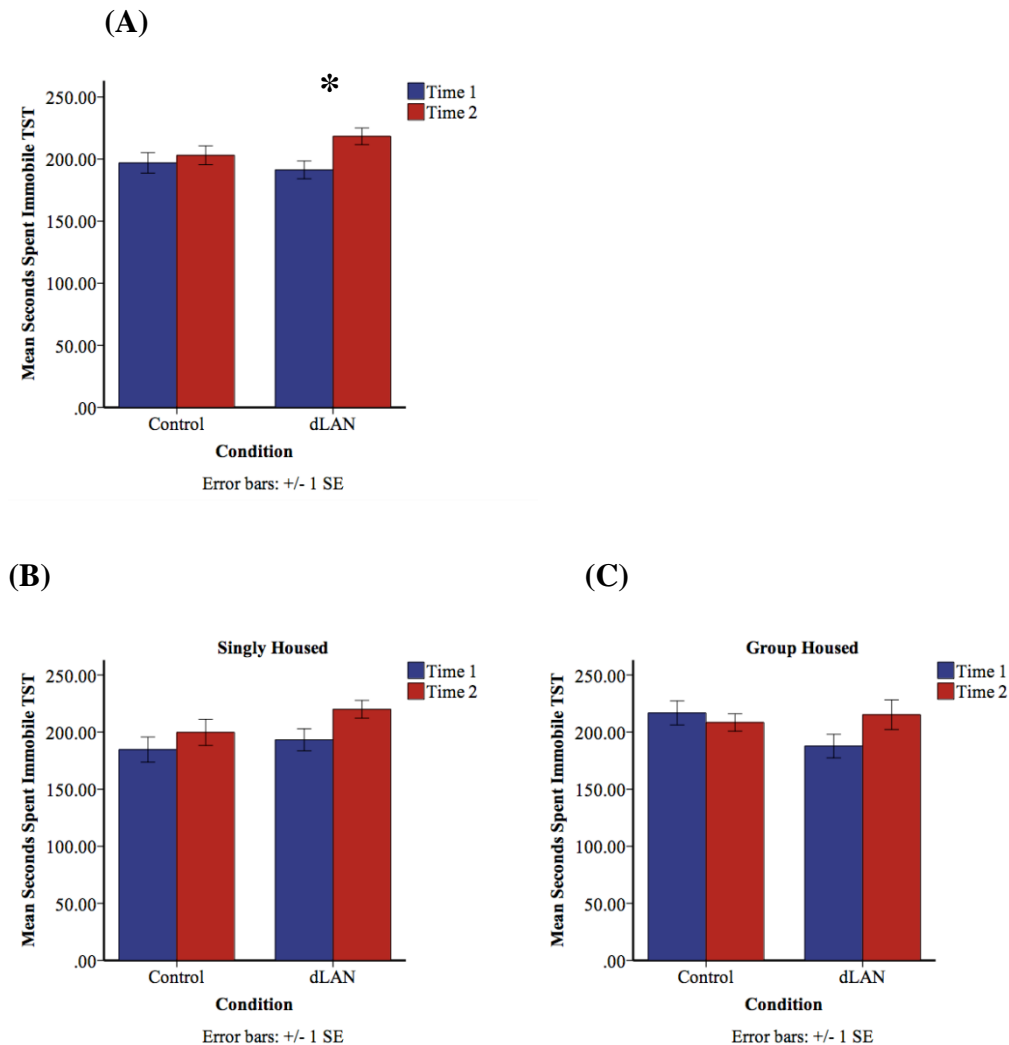 (A)
*
Mean Seconds Spent Immobile TST
250.00
200.00
150.00
100.00
50.00
.00
Time 1
Time 2
Control
dLAN
Condition
Error bars: +/- 1 SE
(B)
Singly Housed
Mean Seconds Spent Immobile TST
250.00
200.00
150.00
100.00
50.00
.00
Time 1
Time 2
Control
dLAN
Condition
Error bars: +/- 1 SE
(C)
Group Housed
Mean Seconds Spent Immobile TST
250.00
200.00
150.00
100.00
50.00
.00
Time 1
Time 2
Control
dLAN
Condition
Error bars: +/- 1 SE